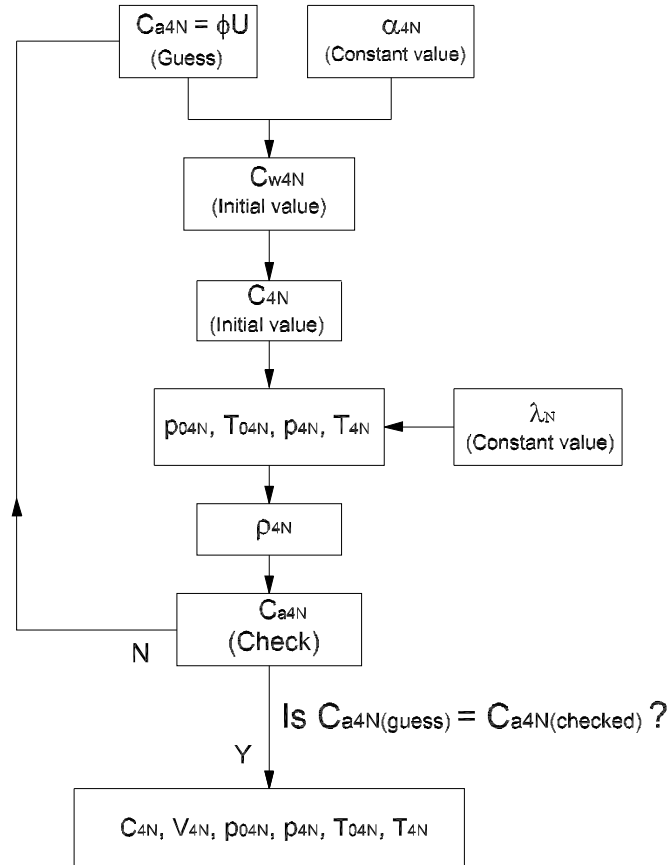 Ca4N = ϕU
(Guess)
α4N
(Constant value)
Cw4N
(Initial value)
C4N
(Initial value)
p04N, T04N, p4N, T4N
λN
(Constant value)
ρ4N
Ca4N
(Check)
N
Is Ca4N(guess) = Ca4N(checked) ?
Y
C4N, V4N, p04N, p4N, T04N, T4N